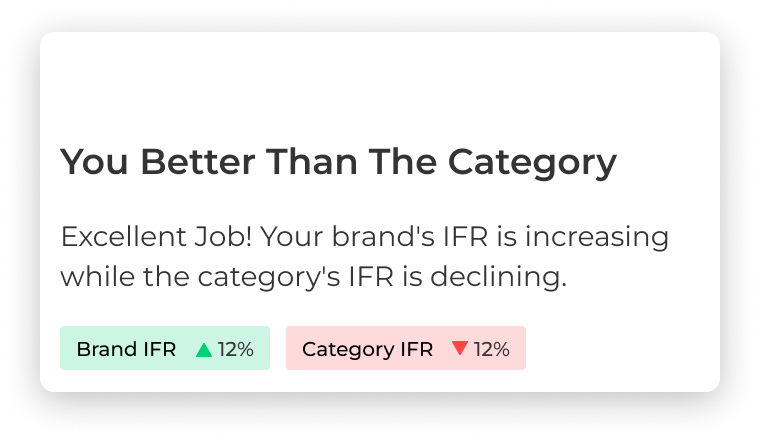 You Better Than The Category
Excellent Job! Your brand's IFR is increasing
while the category's IFR is declining.
Brand IFR ▲ 12% Category IFR ▼ 12%